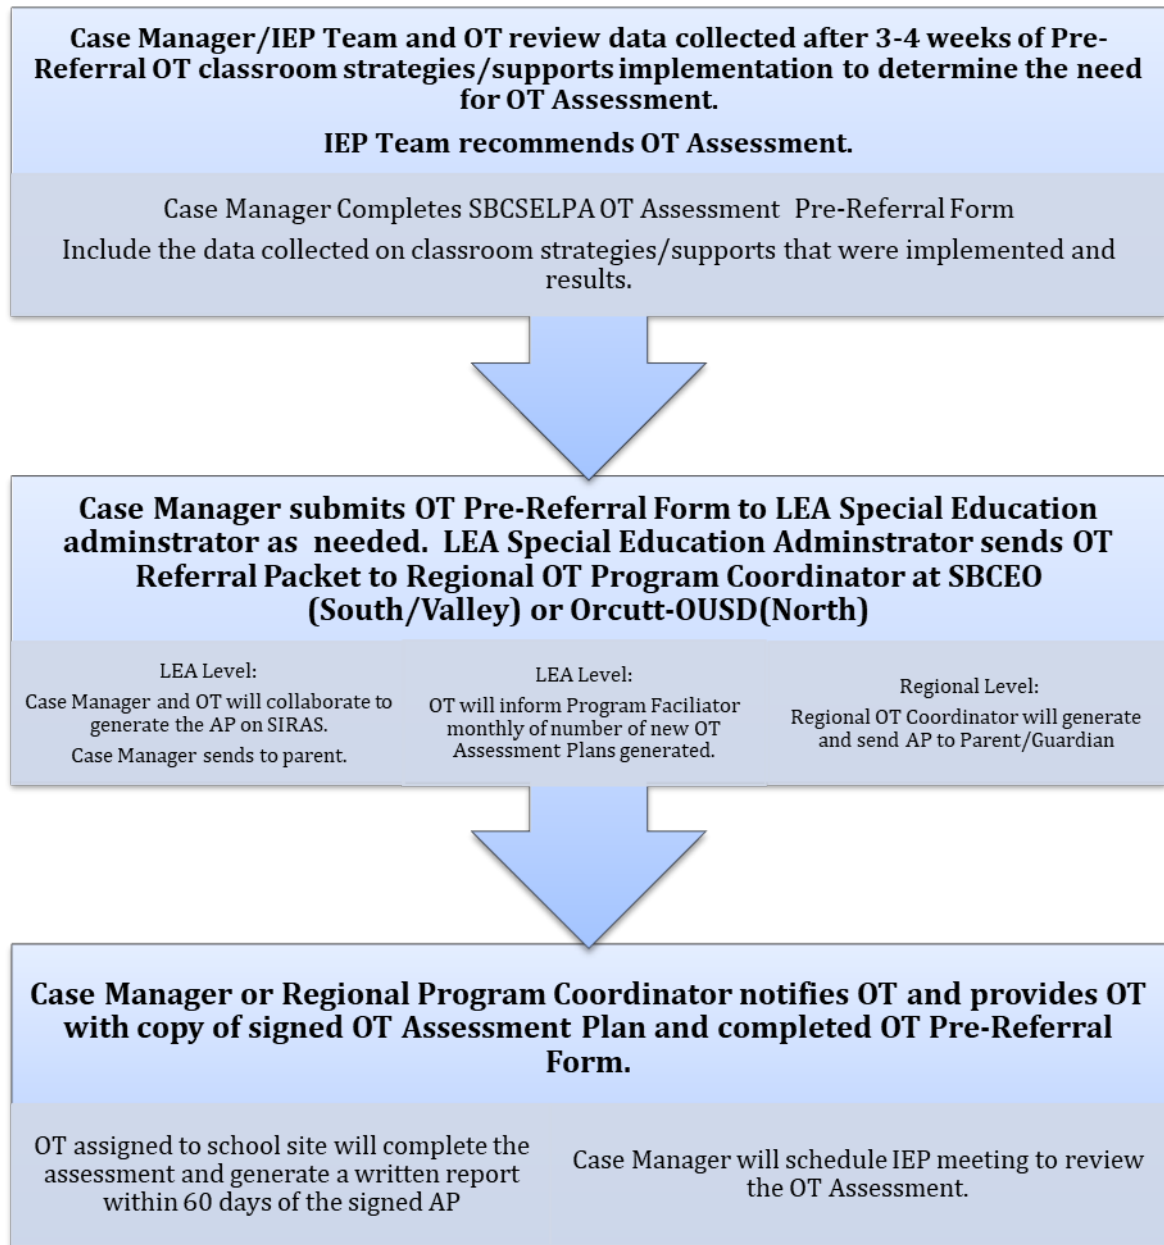 Case Manager/IEP Team and OT review data collected after 3-4 weeks of Pre-
Referral OT classroom strategies/supports implementation to determine the need
for OT Assessment.
IEP Team recommends OT Assessment.
Case Manager Completes SBCSELPA OT Assessment Pre-Referral Form
Include the data collected on classroom strategies/supports that were implemented and
results.
Case Manager submits OT Pre-Referral Form to LEA Special Education
adminstrator as needed. LEA Special Education Adminstrator sends OT
Referral Packet to Regional OT Program Coordinator at SBCEO
(South/Valley) or Orcutt-OUSD(North)
LEA Level:
Case Manager and OT will collaborate to
generate the AP on SIRAS.
Case Manager sends to parent.
LEA Level:
OT will inform Program Faciliator
monthly of number of new OT
Assessment Plans generated.
Regional Level:
Regional OT Coordinator will generate
and send AP to Parent/Guardian
Case Manager or Regional Program Coordinator notifies OT and provides OT
with copy of signed OT Assessment Plan and completed OT Pre-Referral
Form.
OT assigned to school site will complete the
assessment and generate a written report
within 60 days of the signed AP
Case Manager will schedule IEP meeting to review
the OT Assessment.